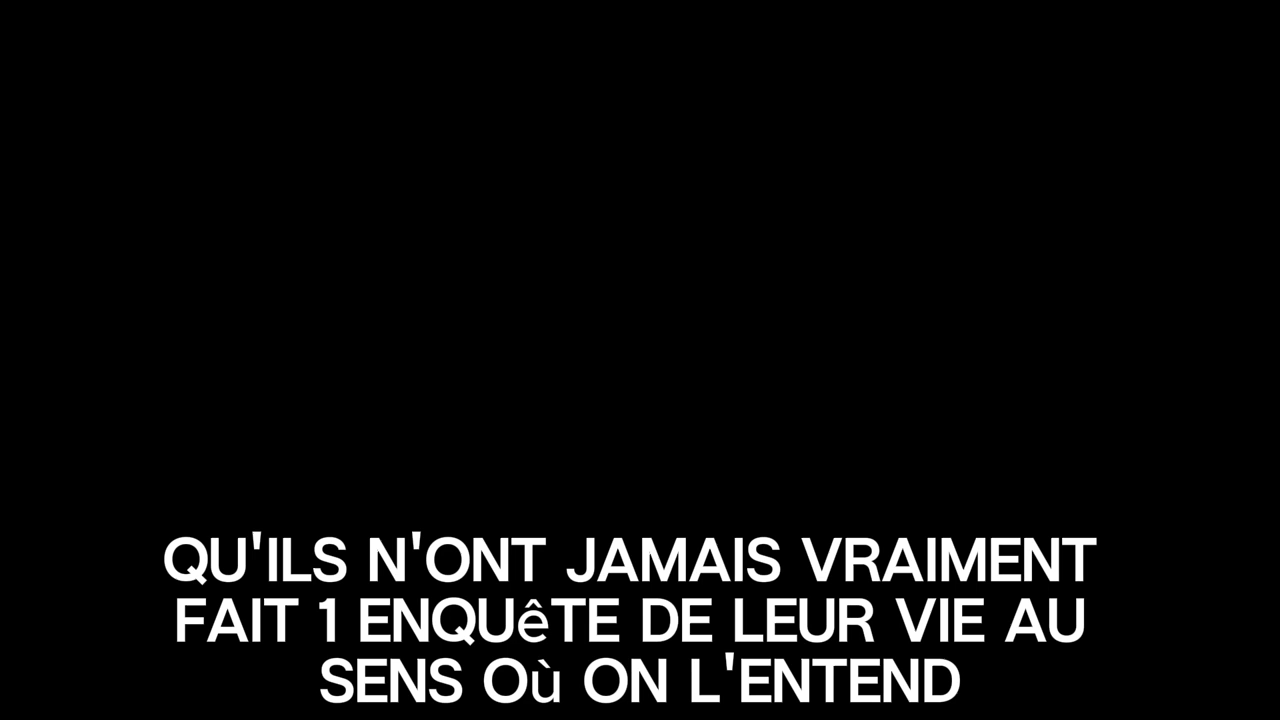 QU'ILS N'ONT JAMAIS VRAIMENT
FAIT 1 ENQUêTE DE LEUR VIE AU
SENS Où ON L'ENTEND